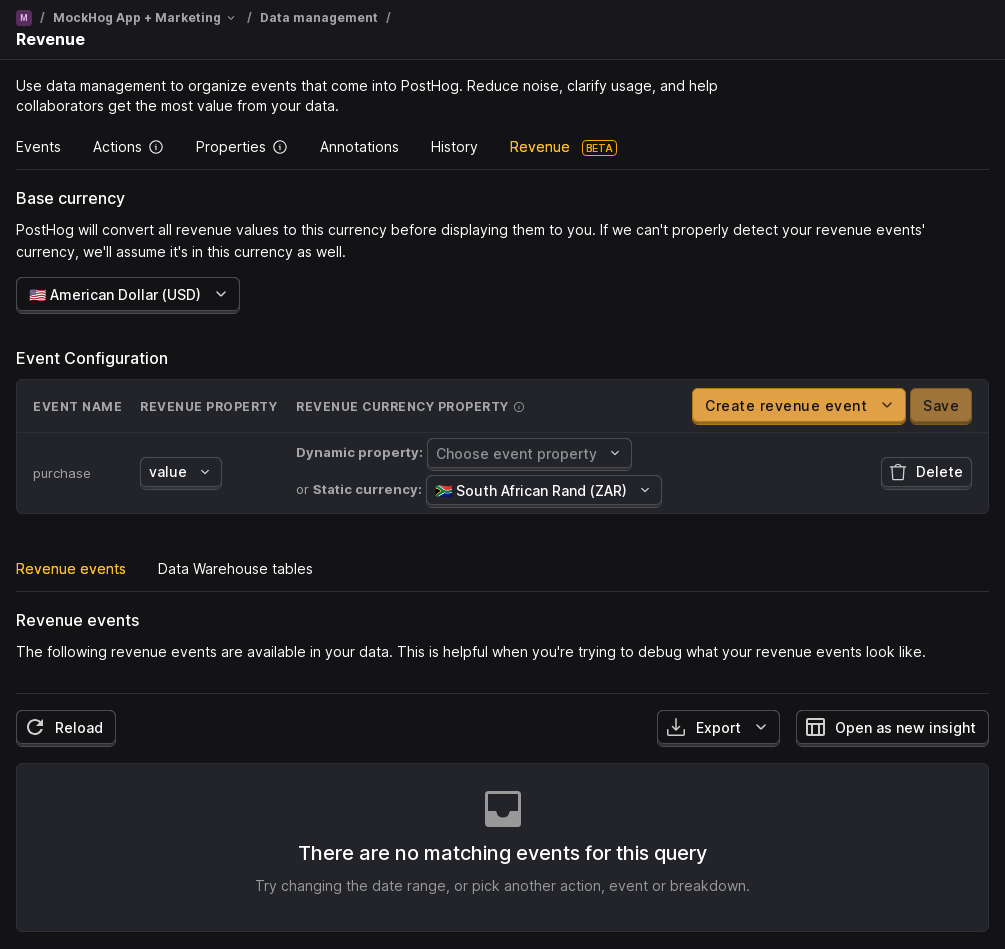 M / MockHog App + Marketing / Data management /
Revenue
Use data management to organize events that come into PostHog. Reduce noise, clarify usage, and help
collaborators get the most value from your data.
Events Actions Properties Annotations History Revenue BETA
Base currency
PostHog will convert all revenue values to this currency before displaying them to you. If we can't properly detect your revenue events'
currency, we'll assume it's in this currency as well.
American Dollar (USD)
Event Configuration
EVENT NAME REVENUE PROPERTY REVENUE CURRENCY PROPERTY Create revenue event Save
Dynamic property: Choose event property
purchase value Delete
or Static currency: South African Rand (ZAR)
Revenue events Data Warehouse tables
Revenue events
The following revenue events are available in your data. This is helpful when you're trying to debug what your revenue events look like.
Reload Export Open as new insight
There are no matching events for this query
Try changing the date range, or pick another action, event or breakdown.